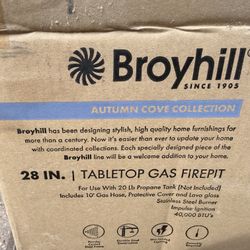 Broyhill
SINCE 1905
AUTUMN COVE COLLECTION
Broyhill has been designing stylish, high quality home furnishings for
more than a century. Now it's easier than ever to update your home
with coordinated collections. Each specially designed piece of the
Broyhill line will be a welcome addition to your home.
28 IN. | TABLETOP GAS FIREPIT
For Use With 20 Lb Propane Tank (Not Included)
Includes 10' Gas Hose, Protective Cover and Lava glass
Stainless Steel Burner
Impulse Ignition
40,000 BTU's